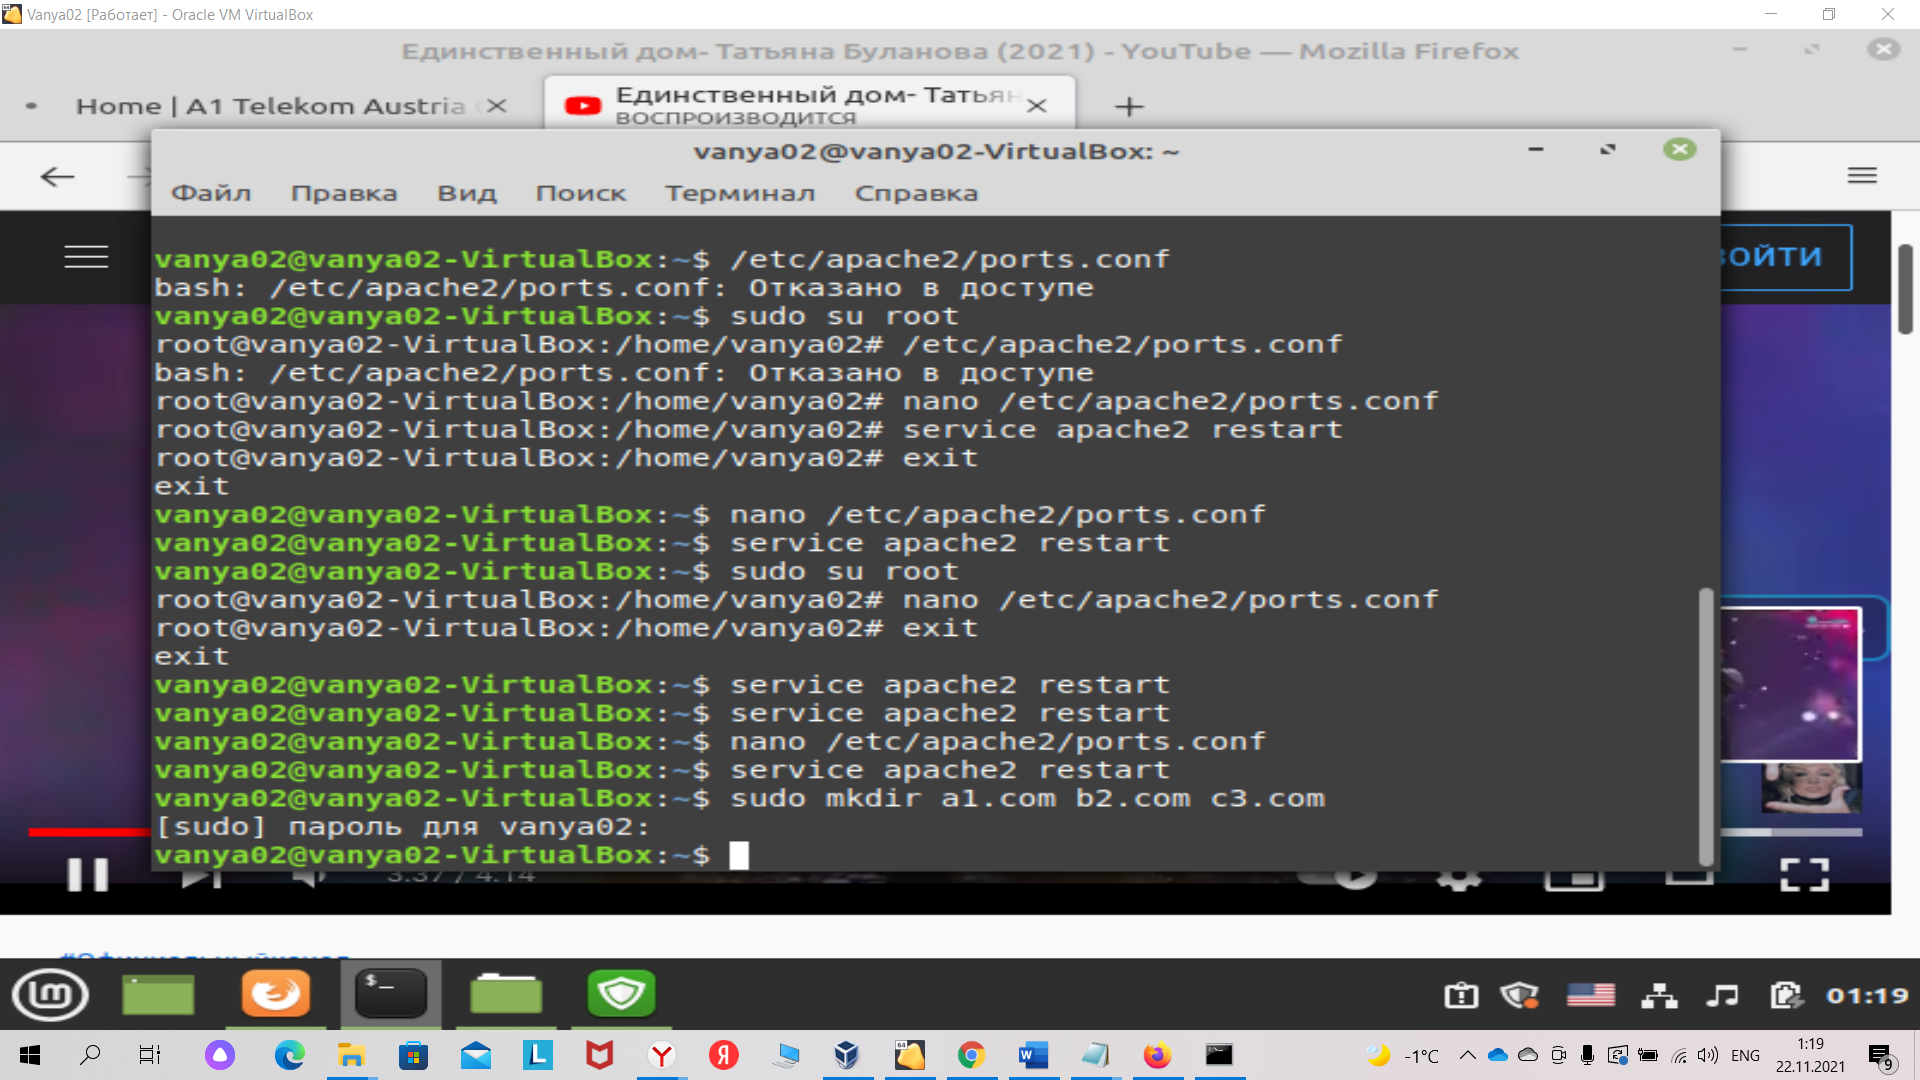 Vanya02 [Работает] - Oracle VM VirtualBox
Единственный дом- Татьяна Буланова (2021) - YouTube — Mozilla Firefox
Home | A1 Telekom Austria
Единственный дом- Татьян
ВОСПРОИЗВОДИТСЯ
vanya02@vanya02-VirtualBox: ~
Файл Правка Вид Поиск Терминал Справка
ВОЙТИ
vanya02@vanya02-VirtualBox:~$ /etc/apache2/ports.conf
bash: /etc/apache2/ports.conf: Отказано в доступе
vanya02@vanya02-VirtualBox:~$ sudo su root
root@vanya02-VirtualBox:/home/vanya02# /etc/apache2/ports.conf
bash: /etc/apache2/ports.conf: Отказано в доступе
root@vanya02-VirtualBox:/home/vanya02# nano /etc/apache2/ports.conf
root@vanya02-VirtualBox:/home/vanya02# service apache2 restart
root@vanya02-VirtualBox:/home/vanya02# exit
exit
vanya02@vanya02-VirtualBox:~$ nano /etc/apache2/ports.conf
vanya02@vanya02-VirtualBox:~$ service apache2 restart
vanya02@vanya02-VirtualBox:~$ sudo su root
root@vanya02-VirtualBox:/home/vanya02# nano /etc/apache2/ports.conf
root@vanya02-VirtualBox:/home/vanya02# exit
exit
vanya02@vanya02-VirtualBox:~$ service apache2 restart
vanya02@vanya02-VirtualBox:~$ service apache2 restart
vanya02@vanya02-VirtualBox:~$ nano /etc/apache2/ports.conf
vanya02@vanya02-VirtualBox:~$ service apache2 restart
vanya02@vanya02-VirtualBox:~$ sudo mkdir a1.com b2.com c3.com
[sudo] пароль для vanya02:
vanya02@vanya02-VirtualBox:~$
3:37 / 4:14
01:19
-1°C
ENG
1:19
22.11.2021
9